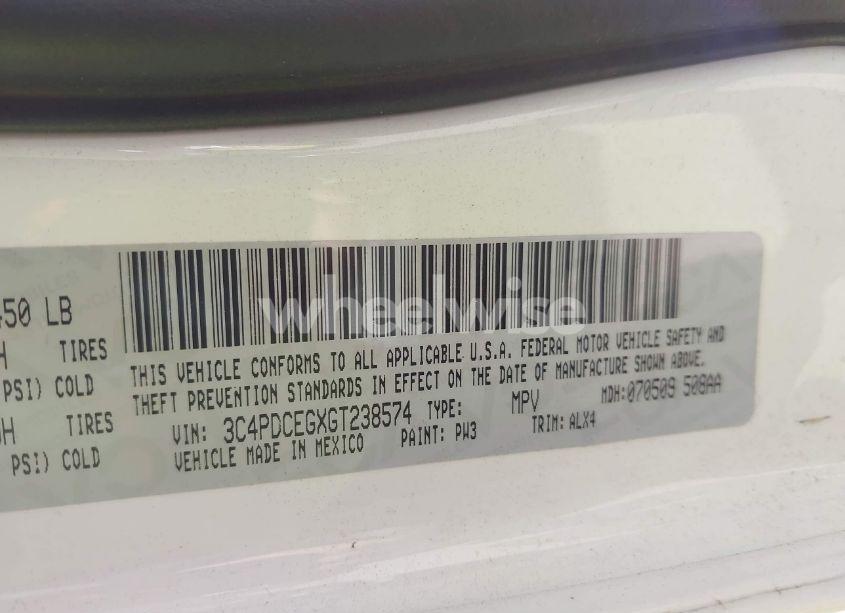 wheelwise
450 LB
TIRES
PSI) COLD
TIRES
PSI) COLD
THIS VEHICLE CONFORMS TO ALL APPLICABLE U.S.A. FEDERAL MOTOR VEHICLE SAFETY AND
THEFT PREVENTION STANDARDS IN EFFECT ON THE DATE OF MANUFACTURE SHOWN ABOVE.
VIN: 3C4PDCEGXGT238574 TYPE: MPV MDH: 070509 508AA
VEHICLE MADE IN MEXICO PAINT: PW3 TRIM: ALX4